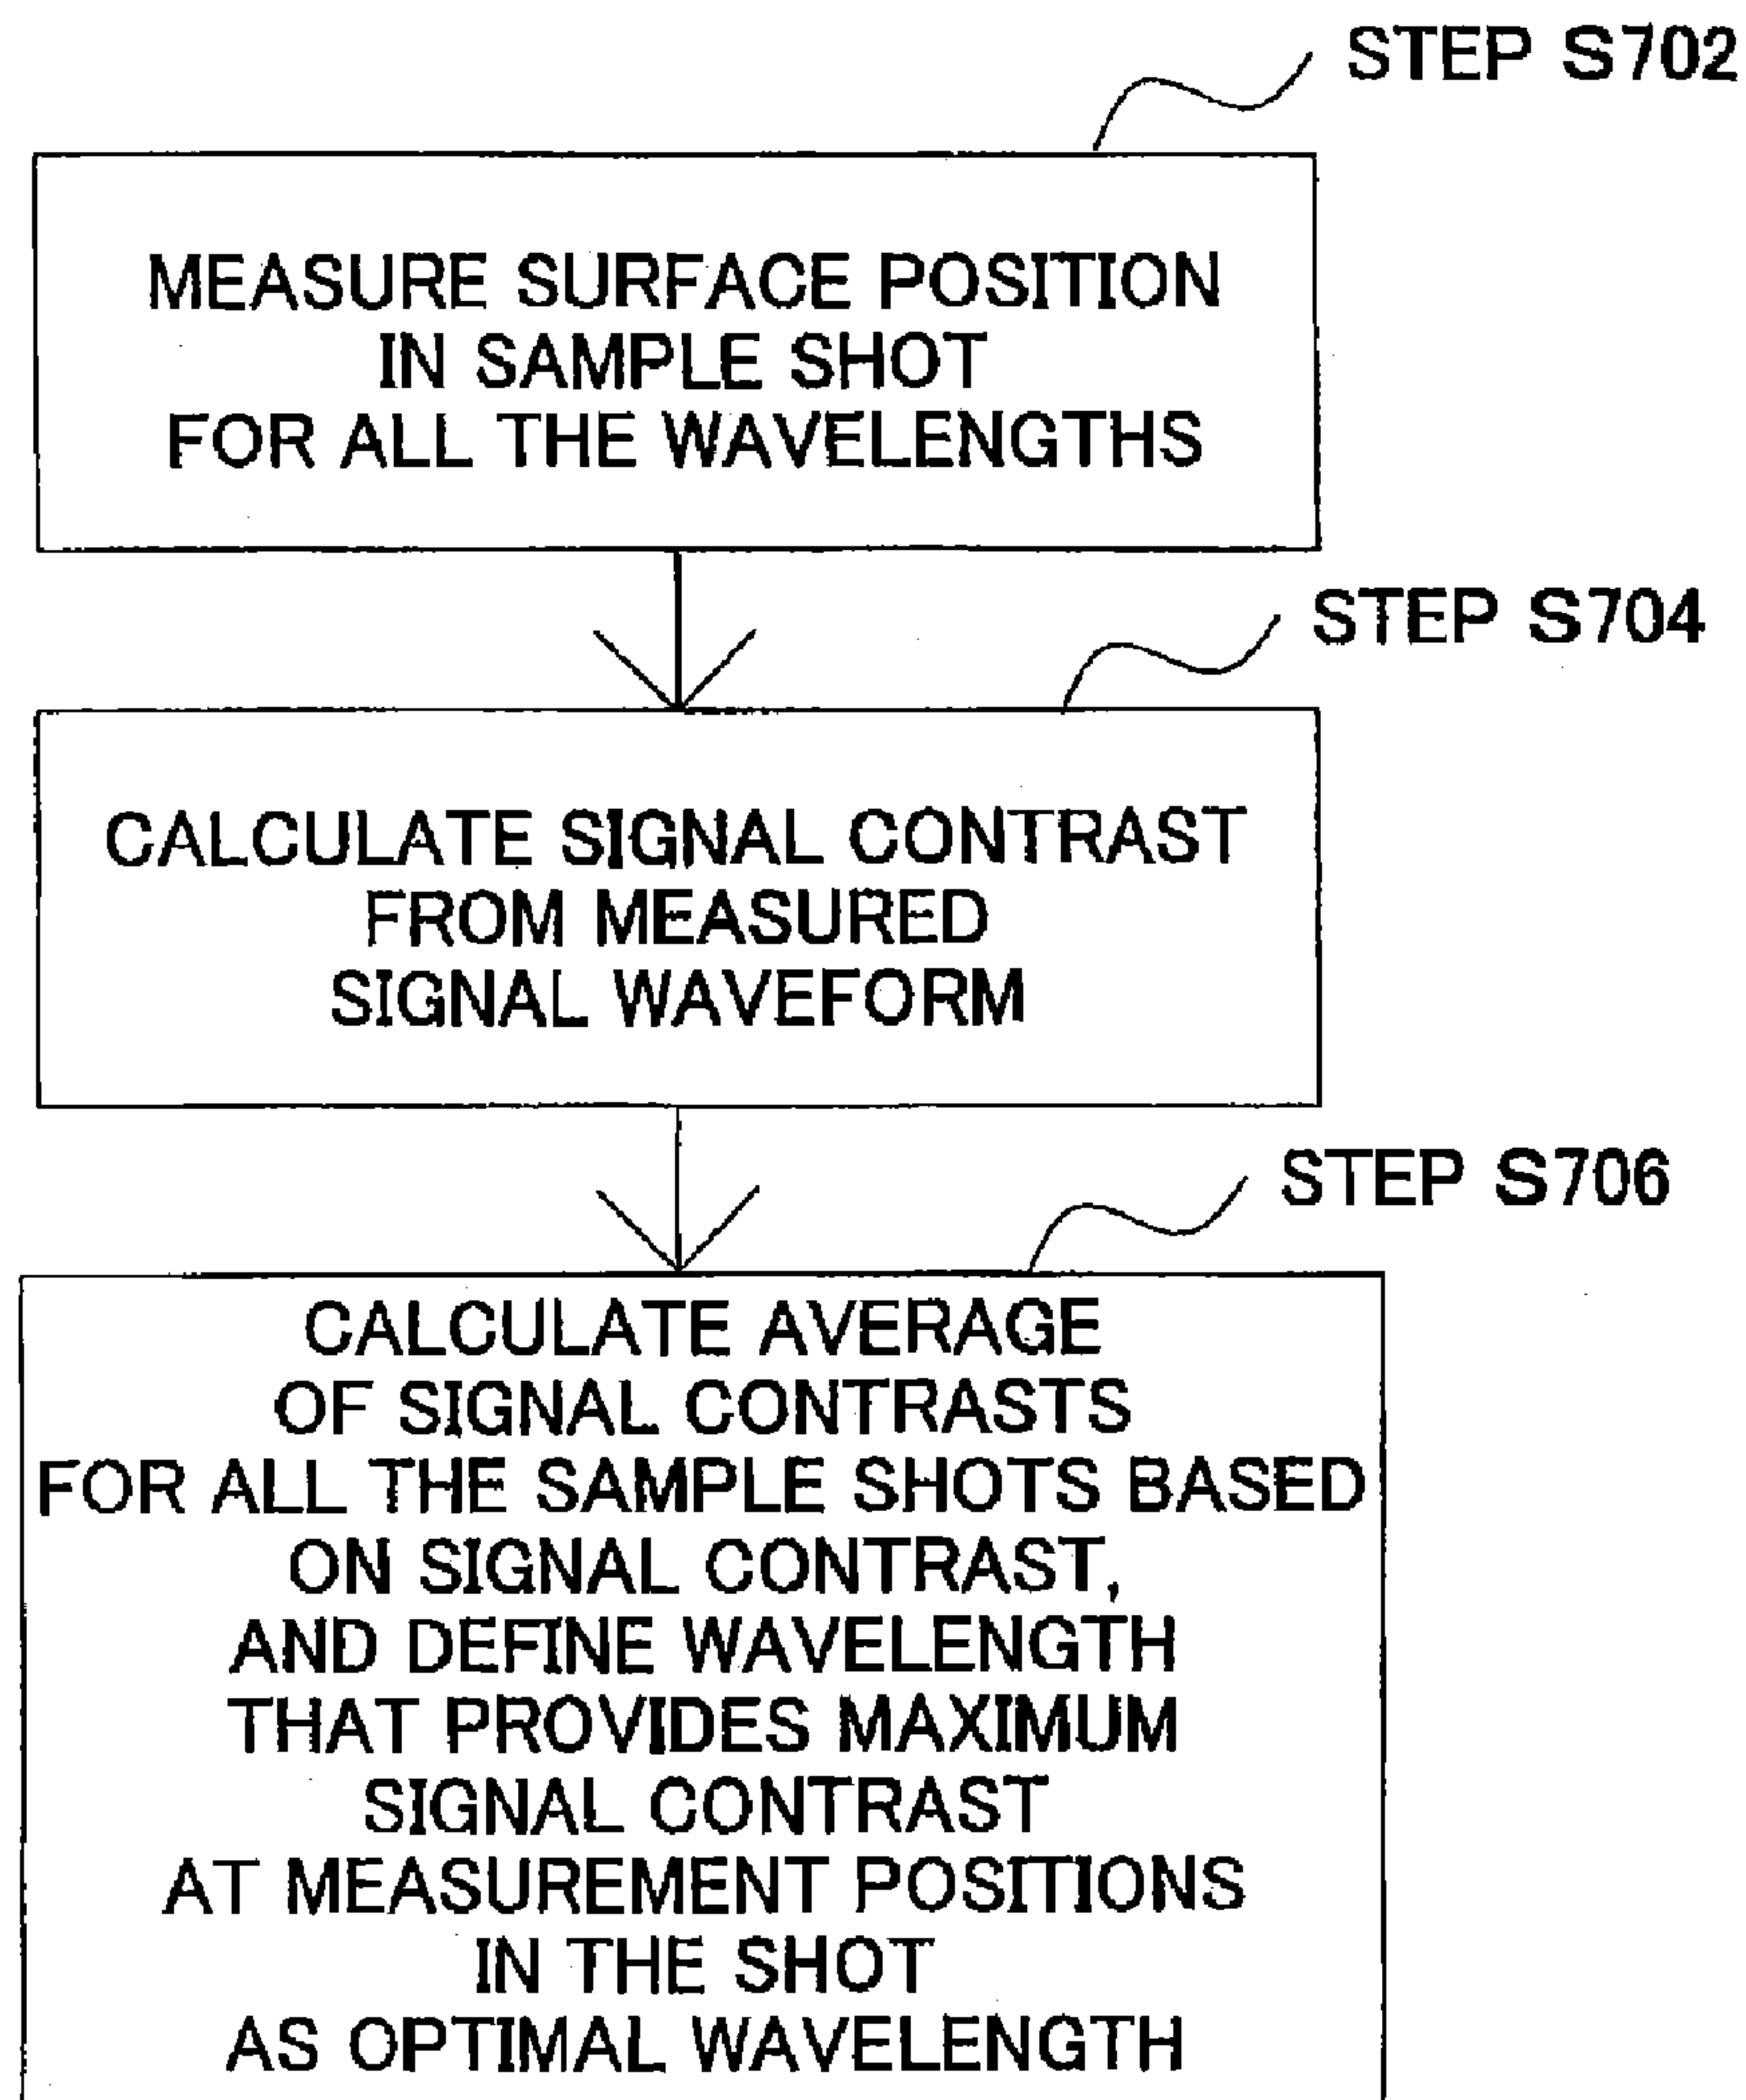 STEP S702
MEASURE SURFACE POSITION
IN SAMPLE SHOT
FOR ALL THE WAVELENGTHS
STEP S704
CALCULATE SIGNAL CONTRAST
FROM MEASURED
SIGNAL WAVEFORM
STEP S706
CALCULATE AVERAGE
OF SIGNAL CONTRASTS
FOR ALL THE SAMPLE SHOTS BASED
ON SIGNAL CONTRAST,
AND DEFINE WAVELENGTH
THAT PROVIDES MAXIMUM
SIGNAL CONTRAST
AT MEASUREMENT POSITIONS
IN THE SHOT
AS OPTIMAL WAVELENGTH